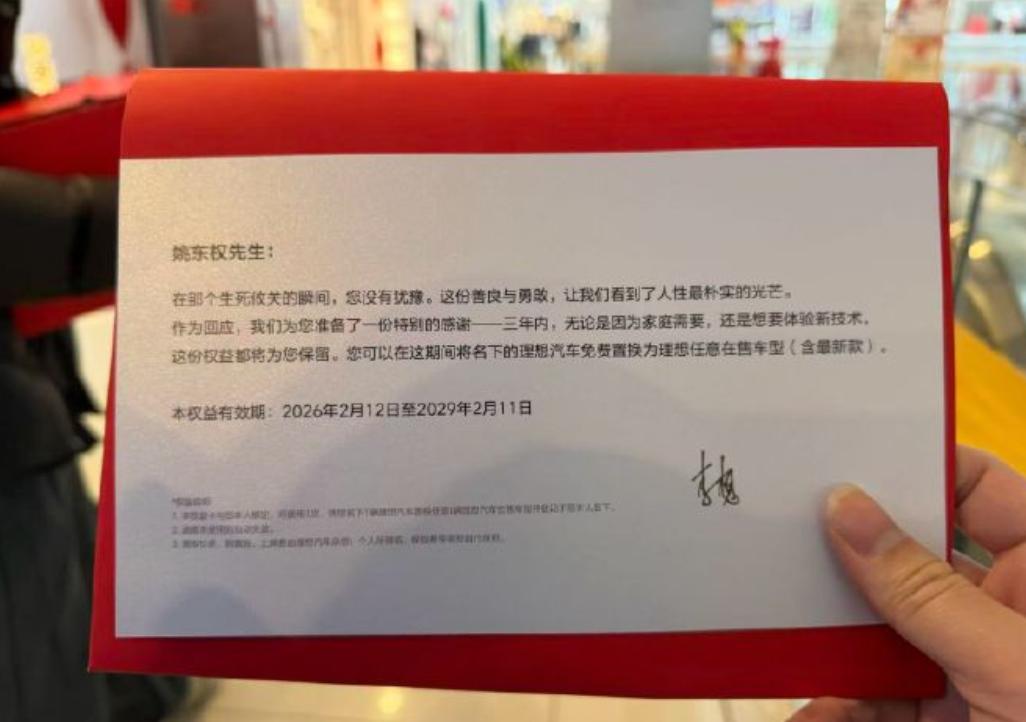 姚东权先生：
在那个生死攸关的瞬间，您没有犹豫。这份善良与勇敢，让我们看到了人性最朴实的光芒。
作为回应，我们为您准备了一份特别的感谢——三年内，无论是因为家庭需要，还是想要体验新技术，
这份权益都将为您保留。您可以在这期间将名下的理想汽车免费置换为理想任意在售车型（含最新款）。
本权益有效期：2026年2月12日至2029年2月11日
李想